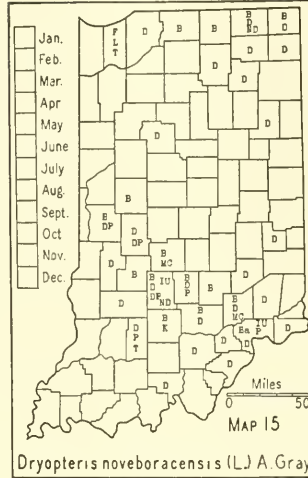 Jan.
Feb.
Mar.
Apr
May
June
July
Aug.
Sept.
Oct
Nov.
Dec.
F
L
T
D
B
B
B
D
ND
B
D
D
D
D
D
B
B
DP
D
DP
D
B
MC
D
B
B
D
DP
IU
ND
B
D
P
B
D
D
B
D
MC
D
P
T
B
K
B
D
Ba
D
IU
P
D
D
D
D
D
Miles
0
50
MAP 15
Dryopteris noveboracensis (L.) A. Gray